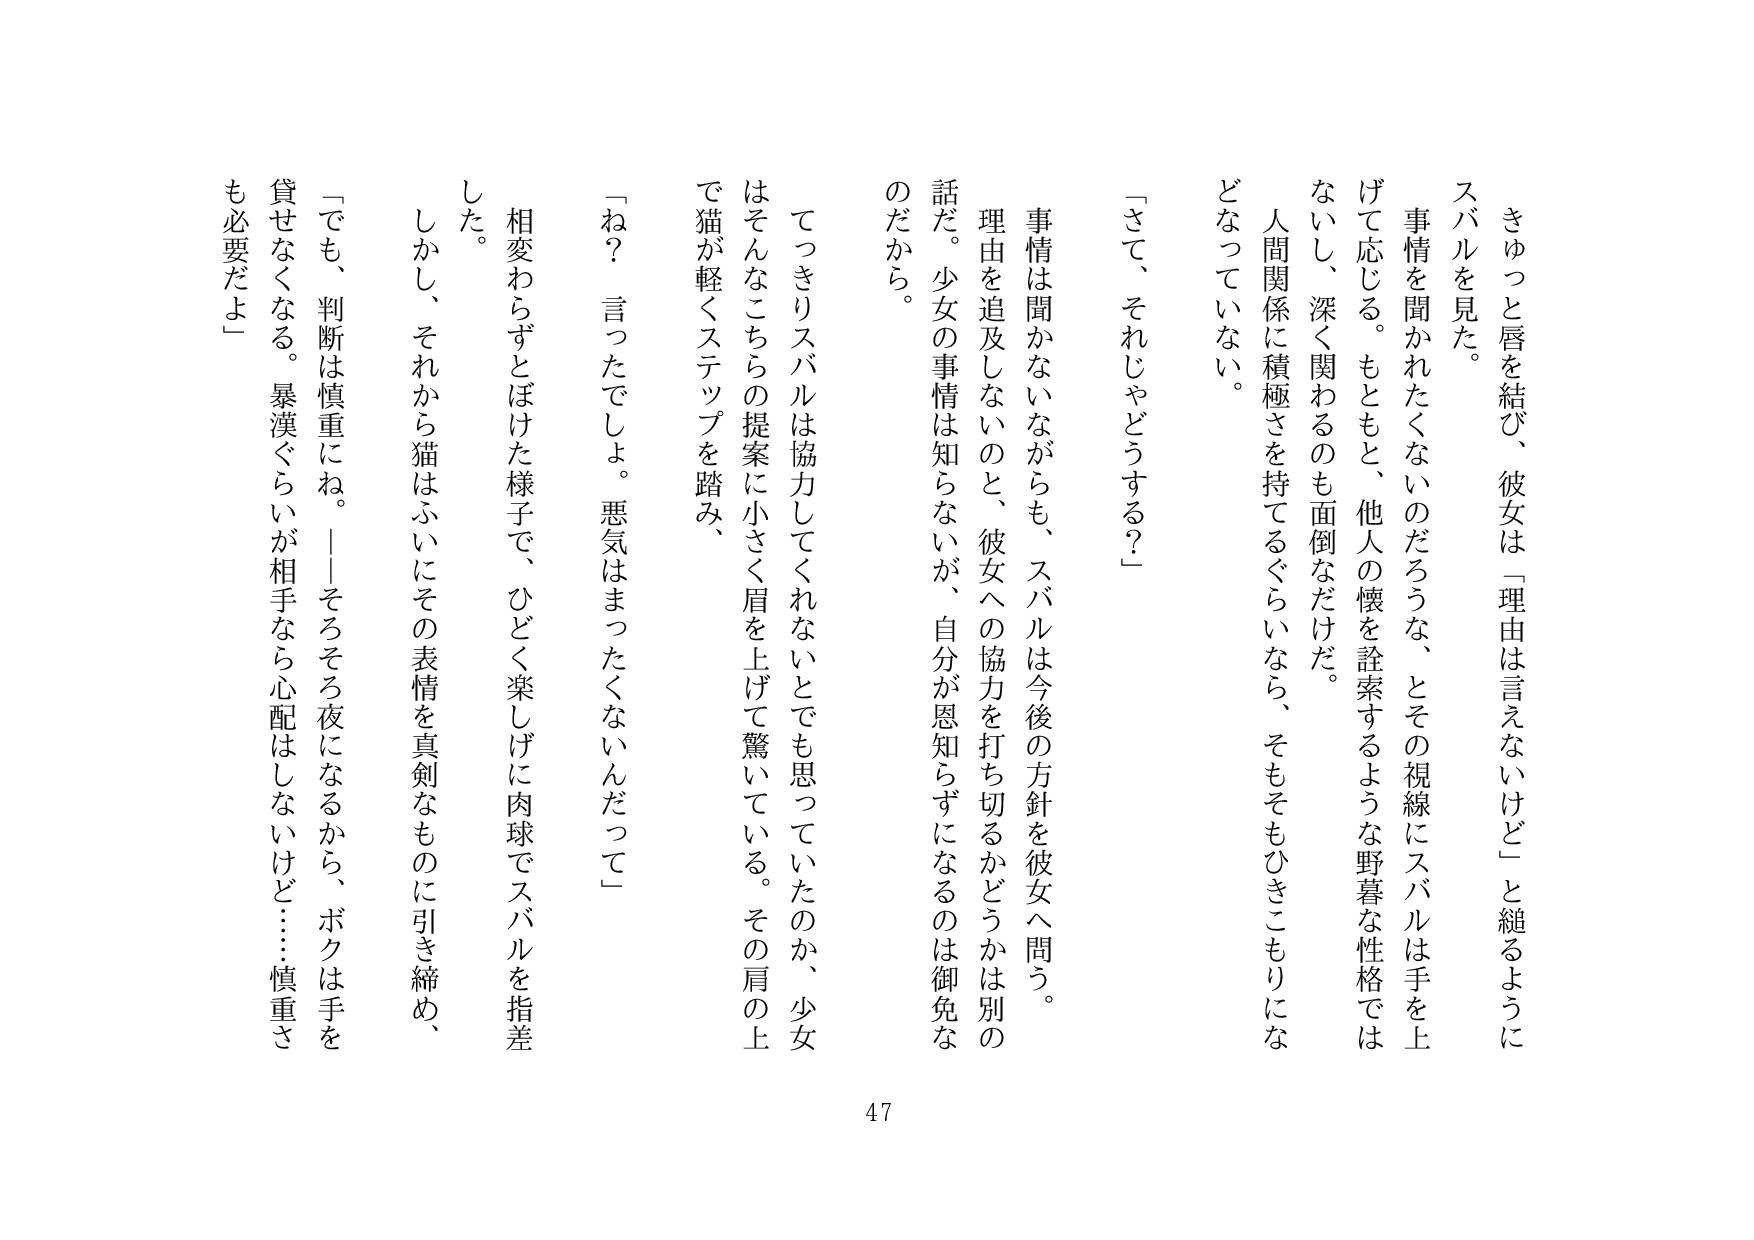 きゅっと唇を結び、彼女は「理由は言えないけど」と縋るように
スバルを見た。
　事情を聞かれたくないのだろうな、とその視線にスバルは手を上
げて応じる。もともと、他人の懐を詮索するような野暮な性格では
ないし、深く関わるのも面倒なだけだ。
　人間関係に積極さを持てるぐらいなら、そもそもひきこもりにな
どなっていない。
「さて、それじゃどうする？」
　事情は聞かないながらも、スバルは今後の方針を彼女へ問う。
　理由を追及しないのと、彼女への協力を打ち切るかどうかは別の
話だ。少女の事情は知らないが、自分が恩知らずになるのは御免な
のだから。
　てっきりスバルは協力してくれないとでも思っていたのか、少女
はそんなこちらの提案に小さく眉を上げて驚いている。その肩の上
で猫が軽くステップを踏み、
「ね？　言ったでしょ。悪気はまったくないんだって」
　相変わらずとぼけた様子で、ひどく楽しげに肉球でスバルを指差
した。
　しかし、それから猫はふいにその表情を真剣なものに引き締め、
「でも、判断は慎重にね。――そろそろ夜になるから、ボクは手を
貸せなくなる。暴漢ぐらいが相手なら心配はしないけど……慎重さ
も必要だよ」
47